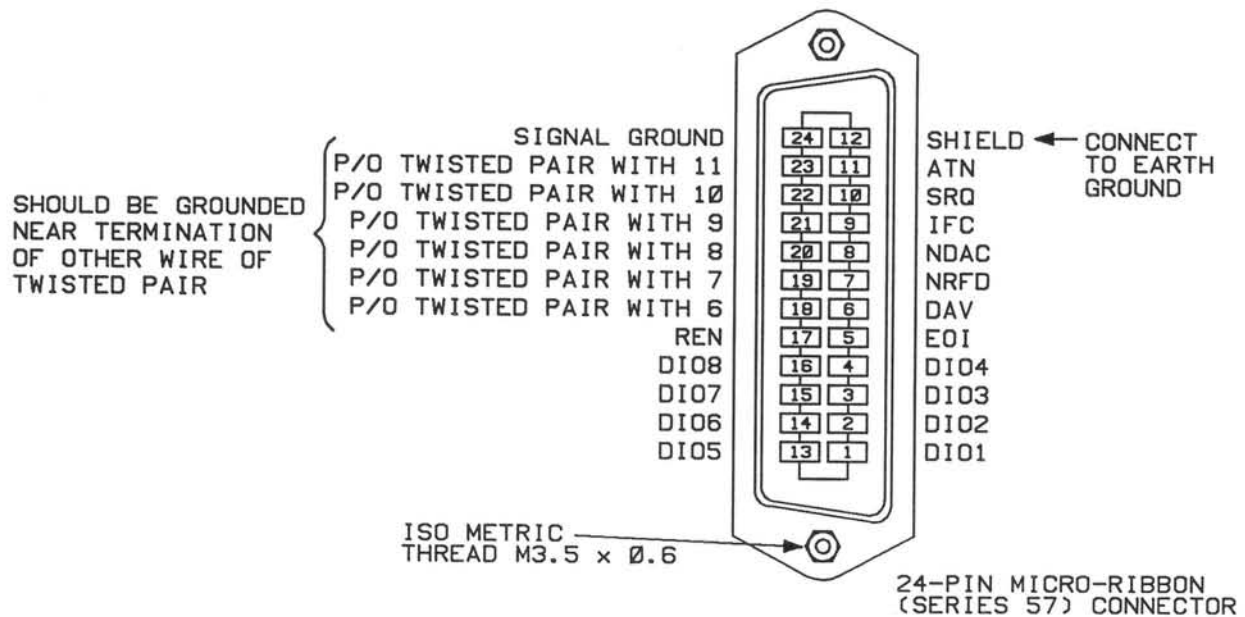 SIGNAL GROUND 24 12 SHIELD ← CONNECT TO EARTH GROUND
P/O TWISTED PAIR WITH 11 23 11 ATN
P/O TWISTED PAIR WITH 10 22 10 SRQ
P/O TWISTED PAIR WITH 9 21 9 IFC
P/O TWISTED PAIR WITH 8 20 8 NDAC
P/O TWISTED PAIR WITH 7 19 7 NRFD
P/O TWISTED PAIR WITH 6 18 6 DAV
SHOULD BE GROUNDED
NEAR TERMINATION
OF OTHER WIRE OF
TWISTED PAIR
REN 17 5 EOI
DIO8 16 4 DIO4
DIO7 15 3 DIO3
DIO6 14 2 DIO2
DIO5 13 1 DIO1
ISO METRIC
THREAD M3.5 x 0.6
24-PIN MICRO-RIBBON
(SERIES 57) CONNECTOR